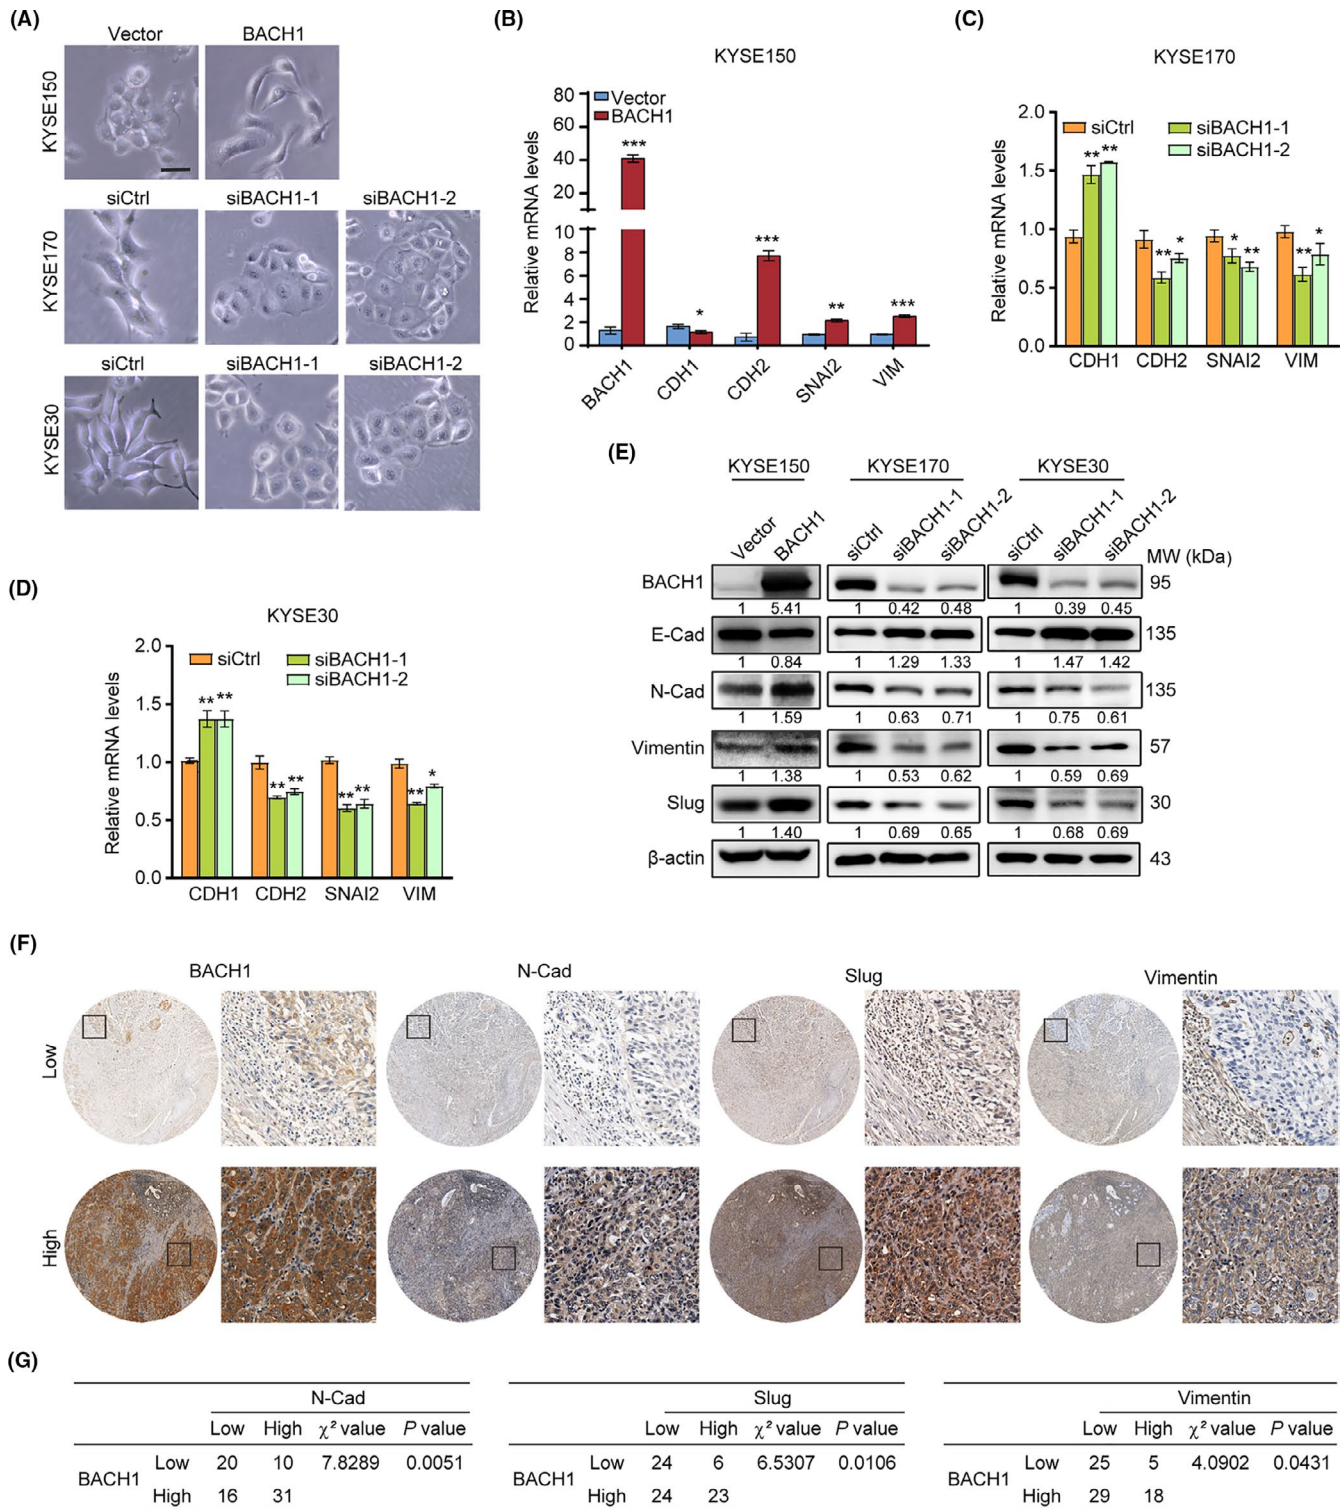 (A)
Vector BACH1
KYSE150
siCtrl siBACH1-1 siBACH1-2
KYSE170
siCtrl siBACH1-1 siBACH1-2
KYSE30
(B)
KYSE150
Relative mRNA levels
Vector
BACH1
80
60
40
20
10
8
6
4
2
0
*** * *** ** ***
BACH1 CDH1 CDH2 SNAI2 VIM
(C)
KYSE170
Relative mRNA levels
siCtrl siBACH1-1
siBACH1-2
2.0
1.5
1.0
0.5
0.0
** ** ** * * ** ** *
CDH1 CDH2 SNAI2 VIM
(D)
KYSE30
Relative mRNA levels
siCtrl siBACH1-1
siBACH1-2
2.0
1.5
1.0
0.5
0.0
** ** ** ** ** ** ** *
CDH1 CDH2 SNAI2 VIM
(E)
KYSE150 KYSE170 KYSE30
Vector BACH1 siCtrl siBACH1-1 siBACH1-2 siCtrl siBACH1-1 siBACH1-2
MW (kDa)
BACH1 95
1 5.41 1 0.42 0.48 1 0.39 0.45
E-Cad 135
1 0.84 1 1.29 1.33 1 1.47 1.42
N-Cad 135
1 1.59 1 0.63 0.71 1 0.75 0.61
Vimentin 57
1 1.38 1 0.53 0.62 1 0.59 0.69
Slug 30
1 1.40 1 0.69 0.65 1 0.68 0.69
β-actin 43
(F)
BACH1 N-Cad Slug Vimentin
Low
High
(G)
N-Cad
Low High χ² value P value
BACH1
Low 20 10 7.8289 0.0051
High 16 31
Slug
Low High χ² value P value
BACH1
Low 24 6 6.5307 0.0106
High 24 23
Vimentin
Low High χ² value P value
BACH1
Low 25 5 4.0902 0.0431
High 29 18